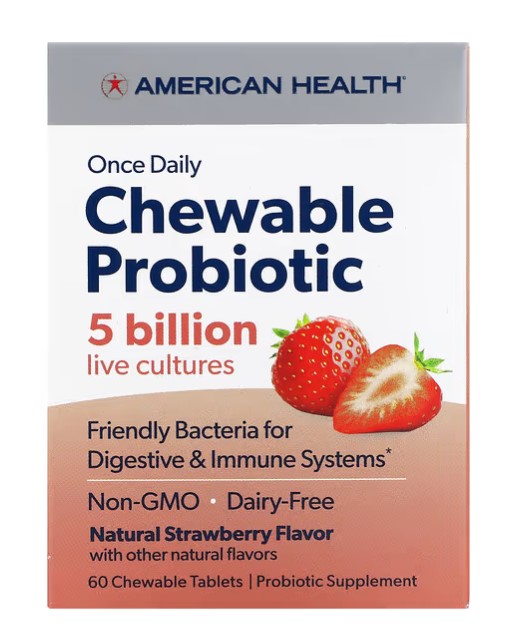 AMERICAN HEALTH®
Once Daily
Chewable
Probiotic
5 billion
live cultures
Friendly Bacteria for
Digestive & Immune Systems*
Non-GMO • Dairy-Free
Natural Strawberry Flavor
with other natural flavors
60 Chewable Tablets | Probiotic Supplement